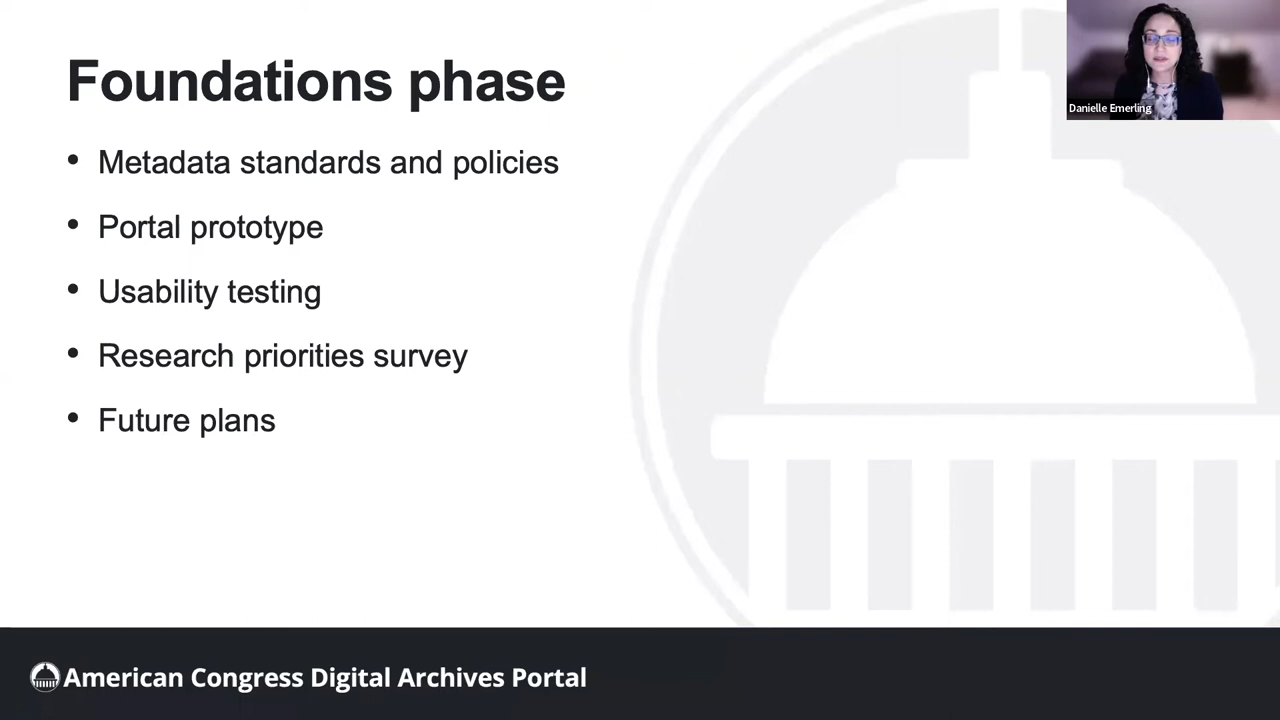 Foundations phase
• Metadata standards and policies
• Portal prototype
• Usability testing
• Research priorities survey
• Future plans
Danielle Emerling
American Congress Digital Archives Portal